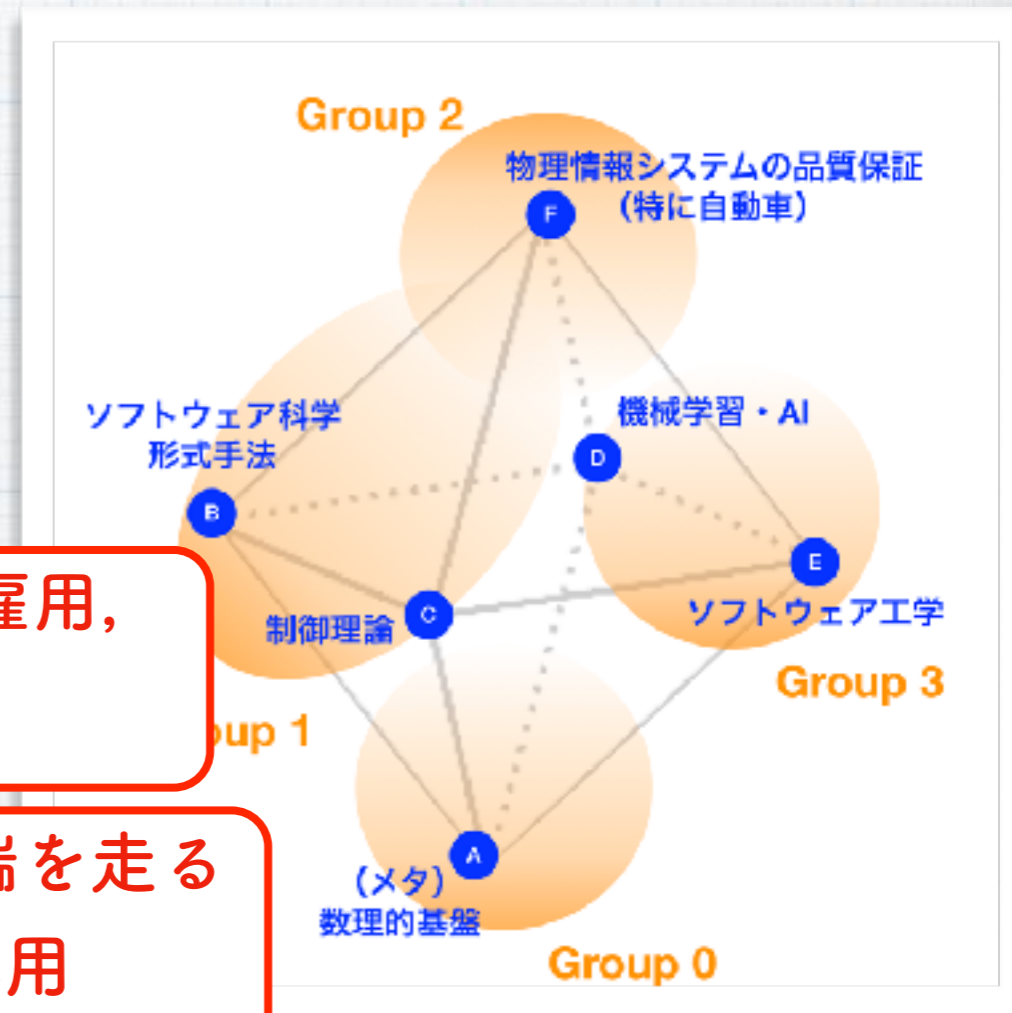 Group 2
物理情報システムの品質保証
（特に自動車）
F
機械学習・AI
D
ソフトウェア科学
形式手法
B
E
ソフトウェア工学
制御理論
C
Group 3
雇用,
oup 1
端を走る
用
A
（メタ）
数理的基盤
Group 0